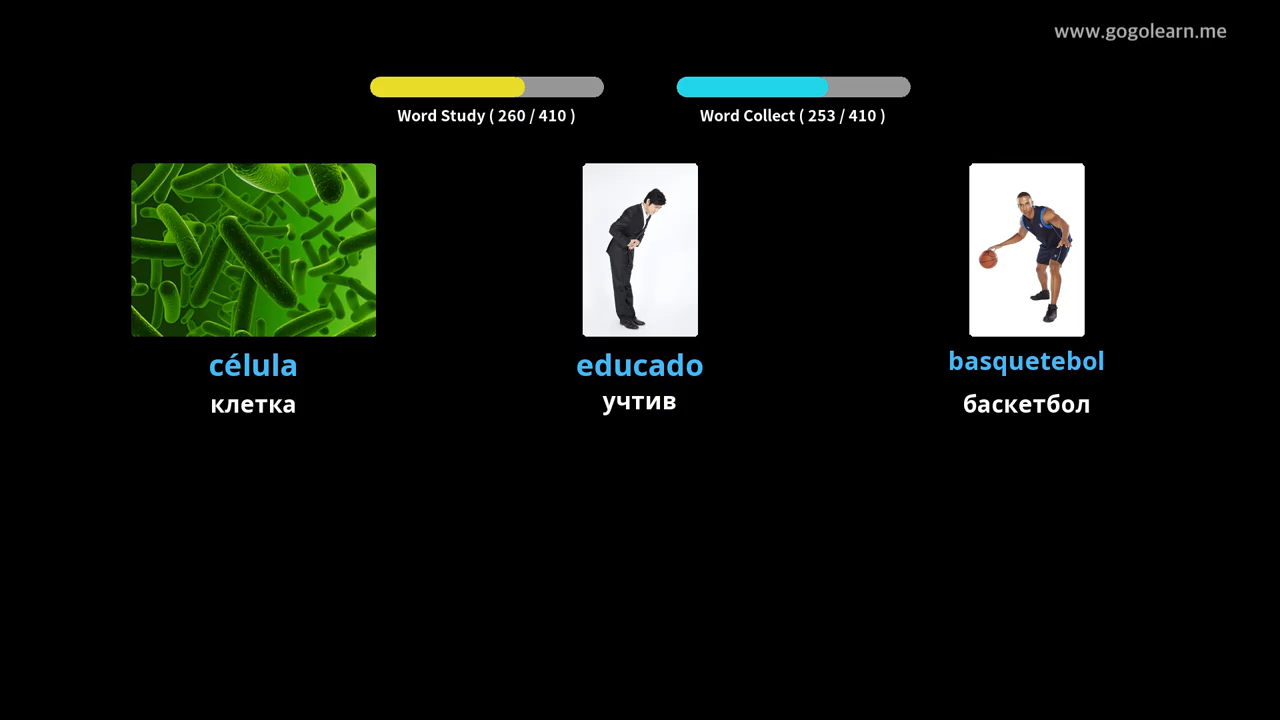 www.gogolearn.me
Word Study ( 260 / 410 )
Word Collect ( 253 / 410 )
célula
educado
basquetebol
клетка
учтив
баскетбол